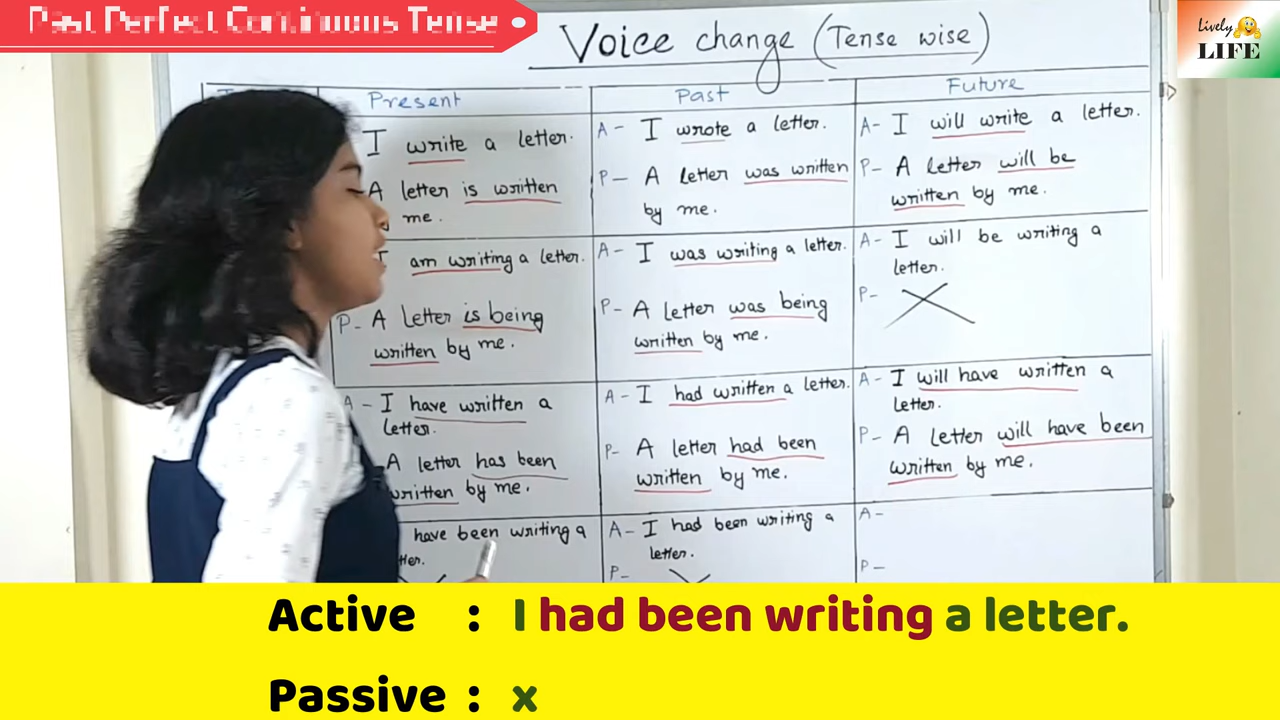 Past Perfect Continuous Tense
Lively
LIFE
Voice change (Tense wise)
Present
Past
Future
I write a letter.
A letter is written
me.
A- I wrote a letter.
P- A letter was written
by me.
A- I will write a letter.
P- A letter will be
written by me.
I am writing a letter.
P- A letter is being
written by me.
A- I was writing a letter.
P- A letter was being
written by me.
A- I will be writing a
letter.
P-
A- I have written a
letter.
A letter has been
written by me.
A- I had written a letter.
P- A letter had been
written by me.
A- I will have written a
letter.
P- A letter will have been
written by me.
have been writing a
A- I had been writing a
letter.
P-
A-
P-
Active : I had been writing a letter.
Passive : x